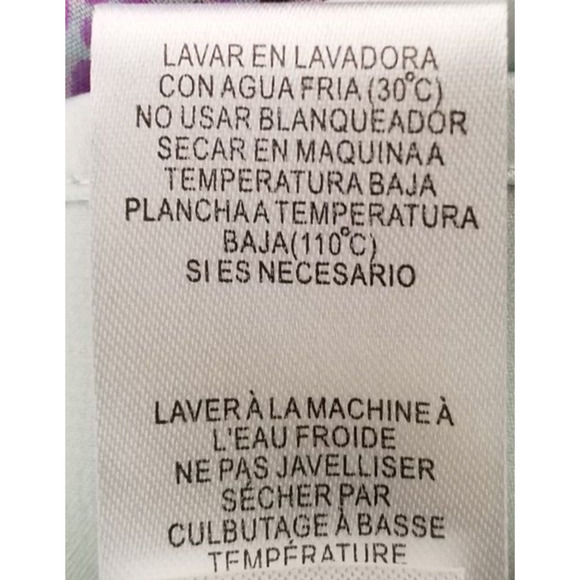 LAVAR EN LAVADORA
CON AGUA FRIA (30°C)
NO USAR BLANQUEADOR
SECAR EN MAQUINA A
TEMPERATURA BAJA
PLANCHA A TEMPERATURA
BAJA(110°C)
SI ES NECESARIO
LAVER À LA MACHINE À
L'EAU FROIDE
NE PAS JAVELLISER
SÉCHER PAR
CULBUTAGE À BASSE
TEMPÉRATURE